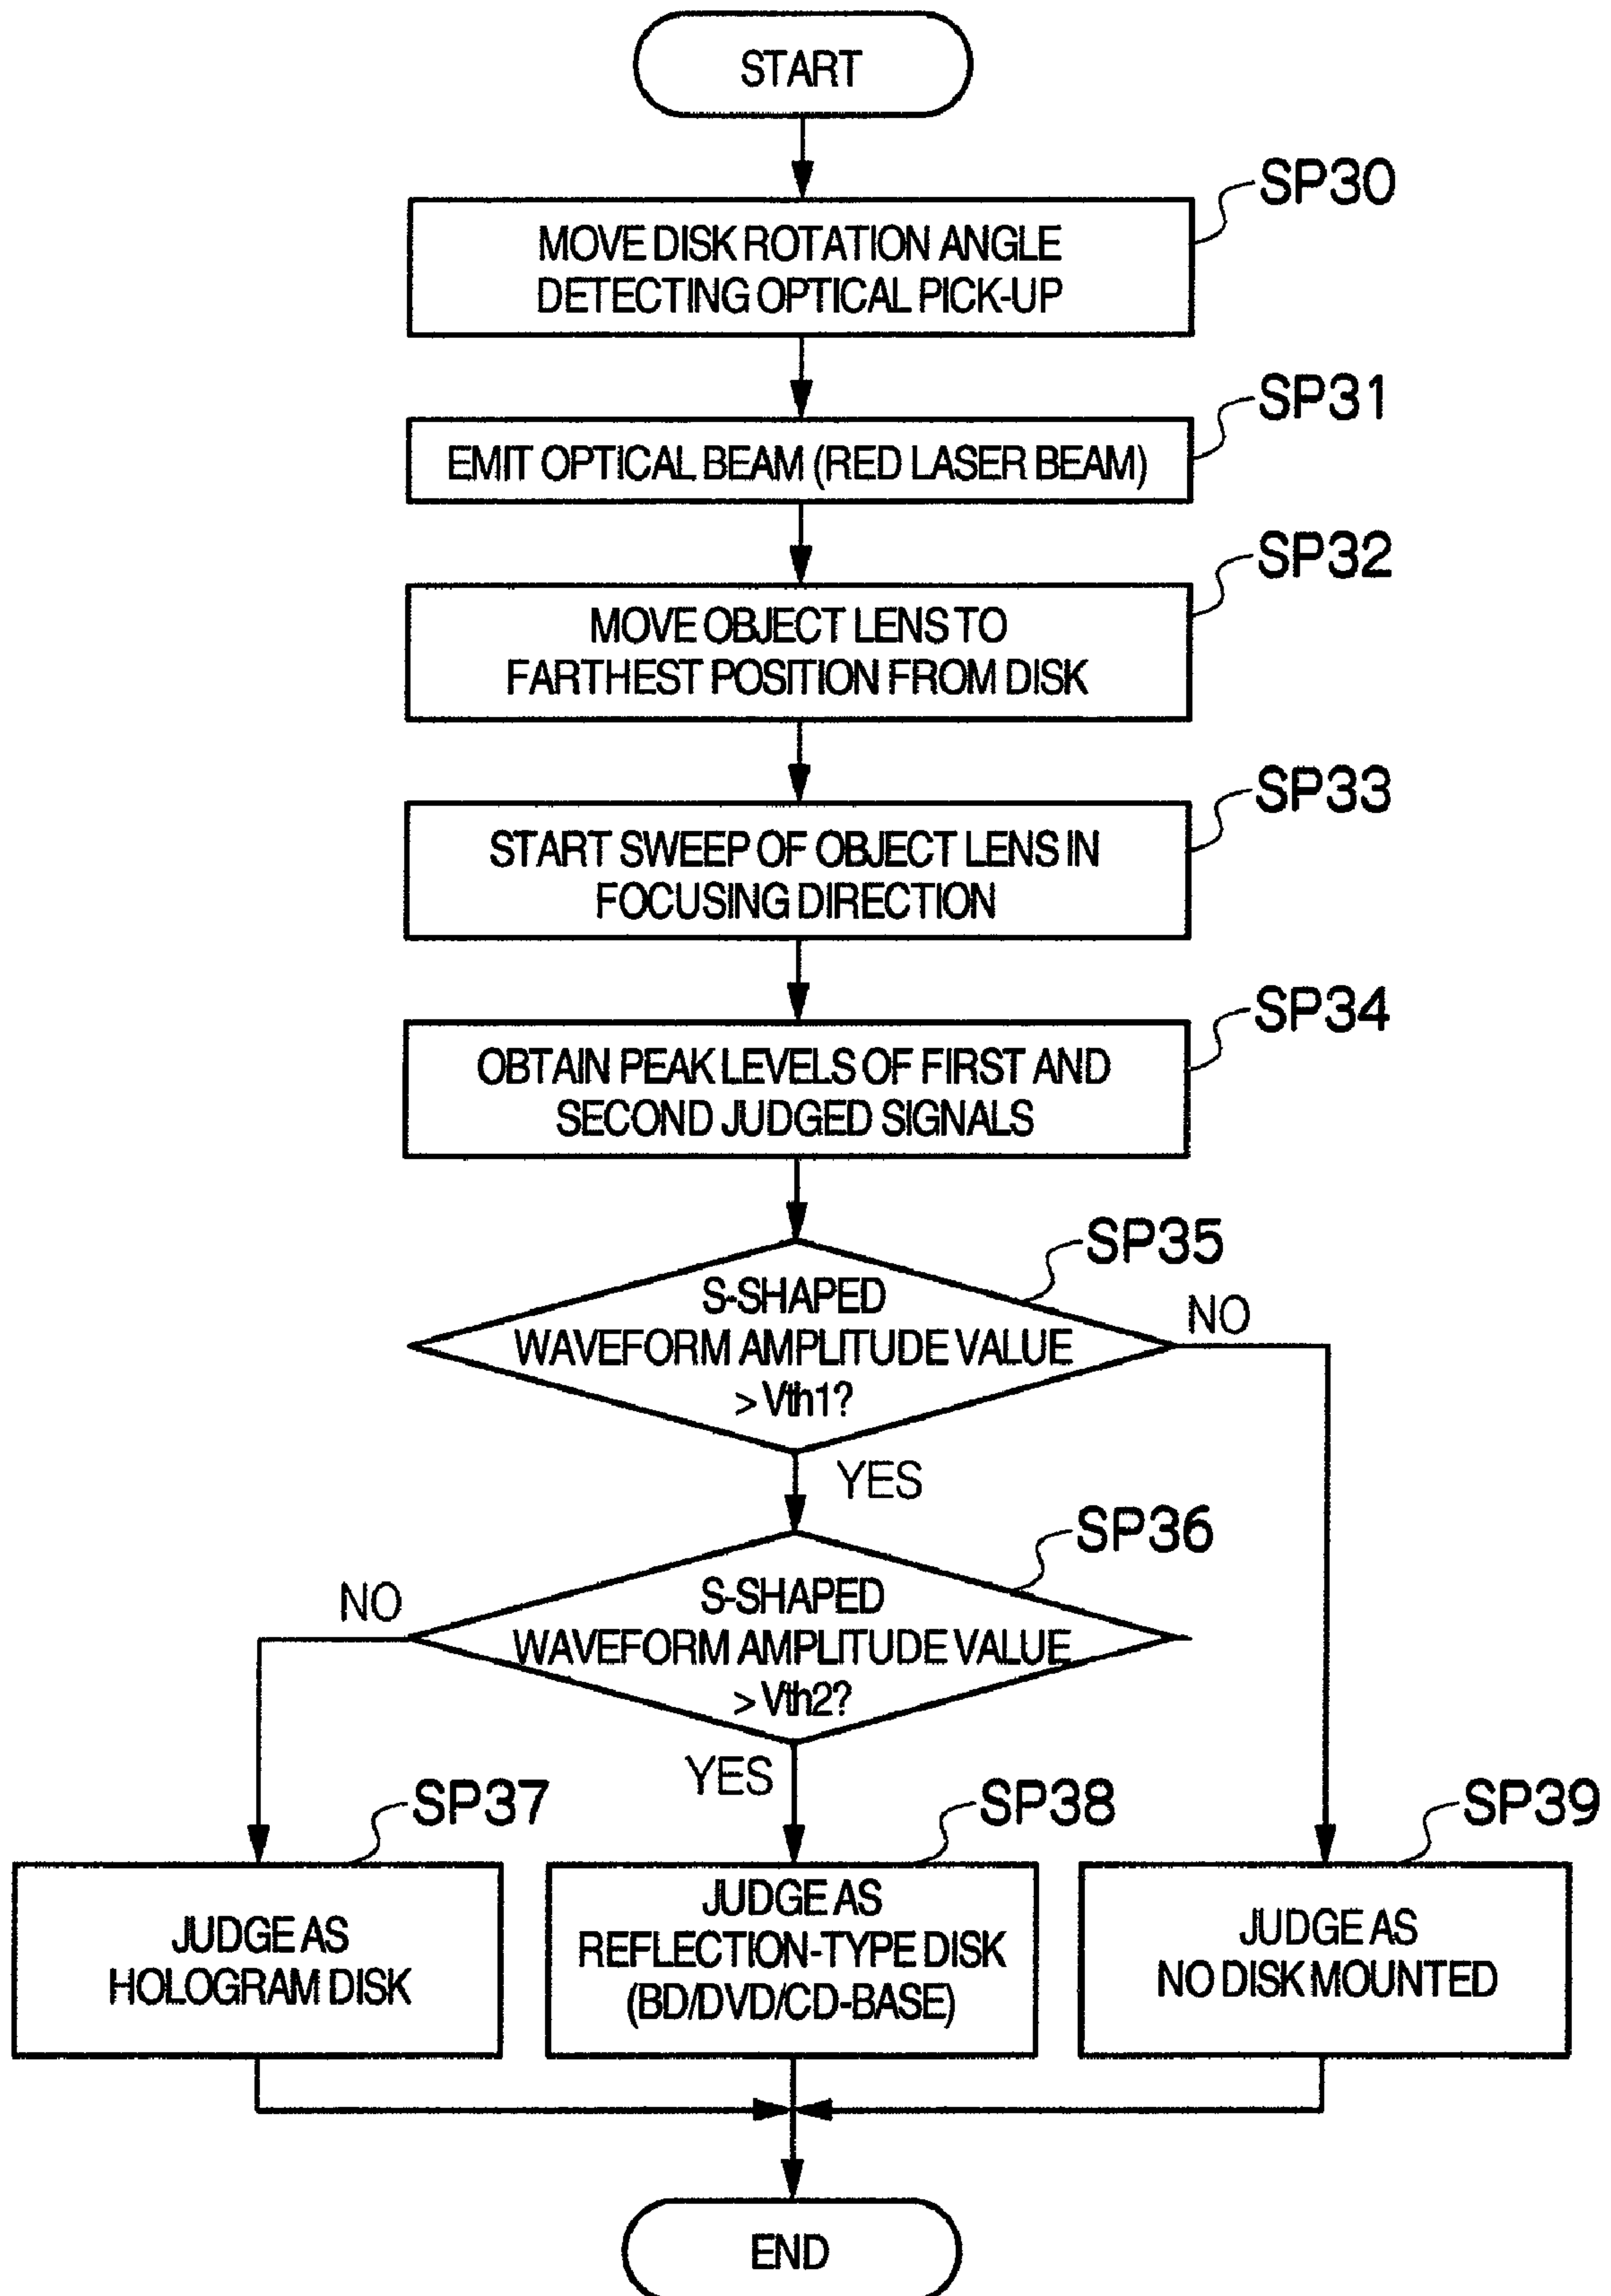 START
SP30
MOVE DISK ROTATION ANGLE
DETECTING OPTICAL PICK-UP
SP31
EMIT OPTICAL BEAM (RED LASER BEAM)
SP32
MOVE OBJECT LENS TO
FARTHEST POSITION FROM DISK
SP33
START SWEEP OF OBJECT LENS IN
FOCUSING DIRECTION
SP34
OBTAIN PEAK LEVELS OF FIRST AND
SECOND JUDGED SIGNALS
SP35
S-SHAPED
WAVEFORM AMPLITUDE VALUE
> Vth1?
NO
YES
SP36
S-SHAPED
WAVEFORM AMPLITUDE VALUE
> Vth2?
NO
YES
SP37
JUDGE AS
HOLOGRAM DISK
SP38
JUDGE AS
REFLECTION-TYPE DISK
(BD/DVD/CD-BASE)
SP39
JUDGE AS
NO DISK MOUNTED
END